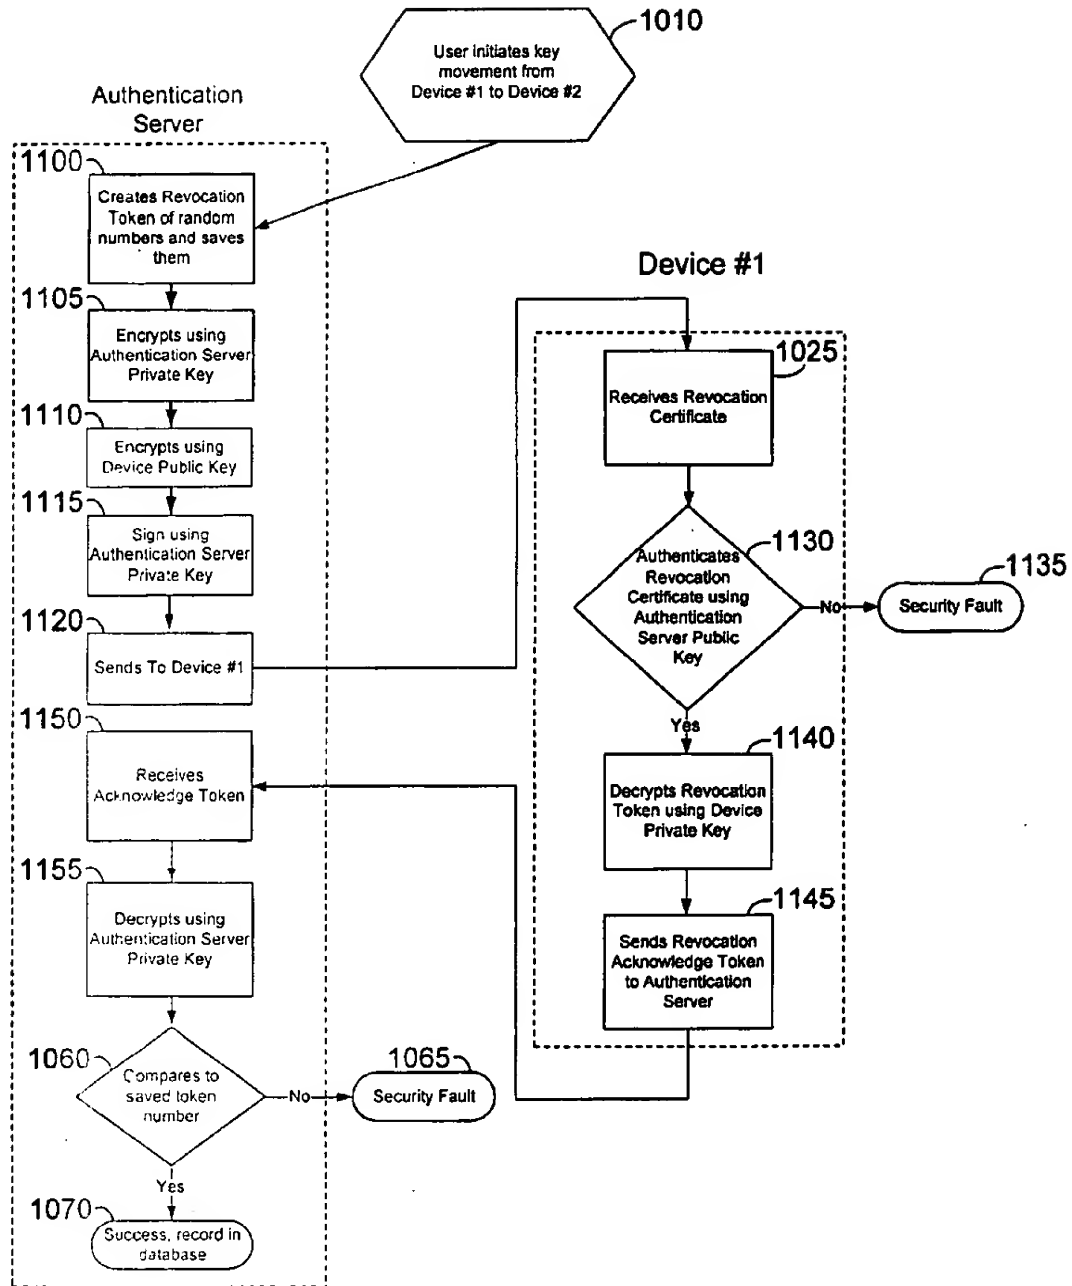 1010
User initiates key
movement from
Device #1 to Device #2
Authentication
Server
1100
Creates Revocation
Token of random
numbers and saves
them
1105
Encrypts using
Authentication Server
Private Key
1110
Encrypts using
Device Public Key
1115
Sign using
Authentication Server
Private Key
1120
Sends To Device #1
1150
Receives
Acknowledge Token
1155
Decrypts using
Authentication Server
Private Key
1060
Compares to
saved token
number
No
1065
Security Fault
Yes
1070
Success, record in
database
Device #1
1025
Receives Revocation
Certificate
1130
Authenticates
Revocation
Certificate using
Authentication
Server Public
Key
No
1135
Security Fault
Yes
1140
Decrypts Revocation
Token using Device
Private Key
1145
Sends Revocation
Acknowledge Token
to Authentication
Server